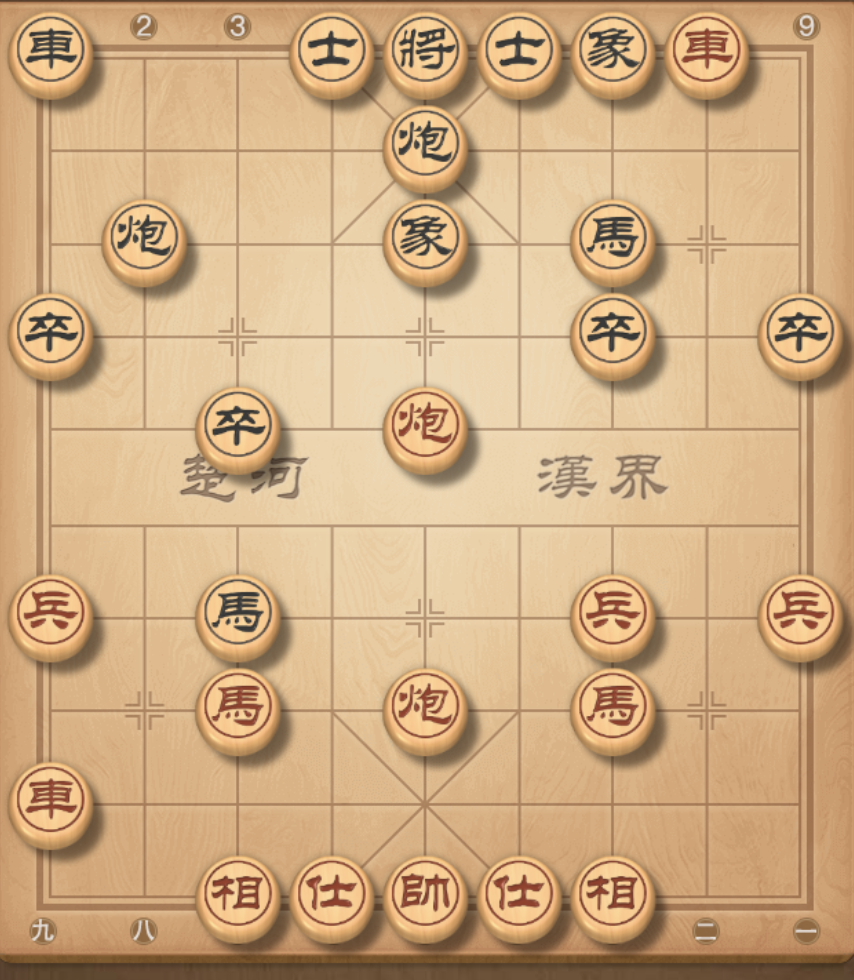 ② ③ ⑨
車 士 將 士 象 車
炮
炮 象 馬
卒 卒 卒
卒 炮
楚河 漢界
兵 馬 兵 兵
馬 炮 馬
車
相 仕 帥 仕 相
九 八 二 一